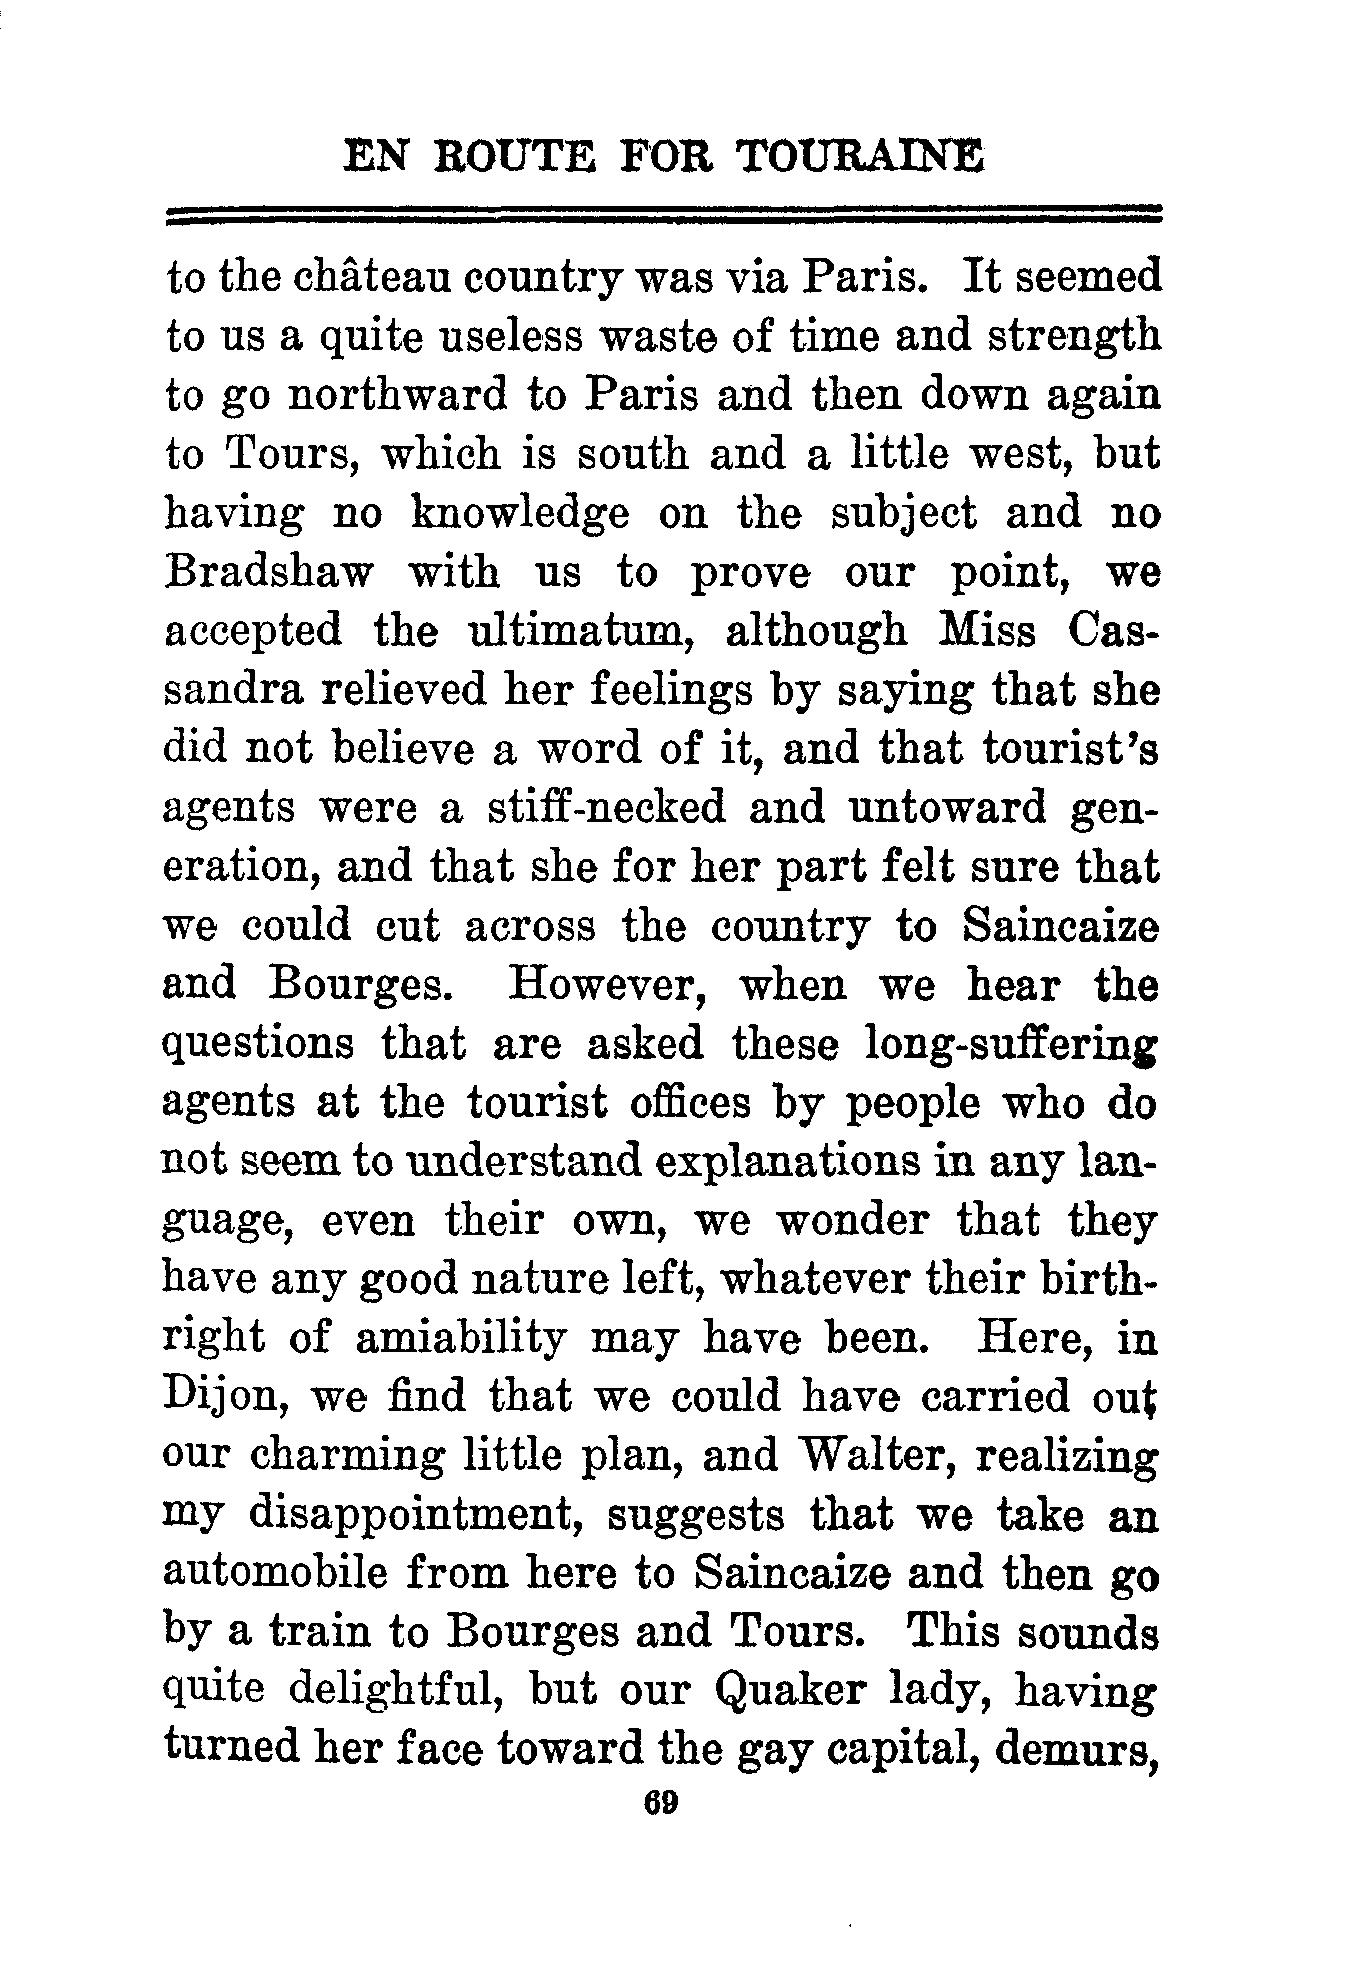 EN ROUTE FOR TOURAINE
to the château country was via Paris. It seemed
to us a quite useless waste of time and strength
to go northward to Paris and then down again
to Tours, which is south and a little west, but
having no knowledge on the subject and no
Bradshaw with us to prove our point, we
accepted the ultimatum, although Miss Cas-
sandra relieved her feelings by saying that she
did not believe a word of it, and that tourist's
agents were a stiff-necked and untoward gen-
eration, and that she for her part felt sure that
we could cut across the country to Saincaize
and Bourges. However, when we hear the
questions that are asked these long-suffering
agents at the tourist offices by people who do
not seem to understand explanations in any lan-
guage, even their own, we wonder that they
have any good nature left, whatever their birth-
right of amiability may have been. Here, in
Dijon, we find that we could have carried out
our charming little plan, and Walter, realizing
my disappointment, suggests that we take an
automobile from here to Saincaize and then go
by a train to Bourges and Tours. This sounds
quite delightful, but our Quaker lady, having
turned her face toward the gay capital, demurs,
69